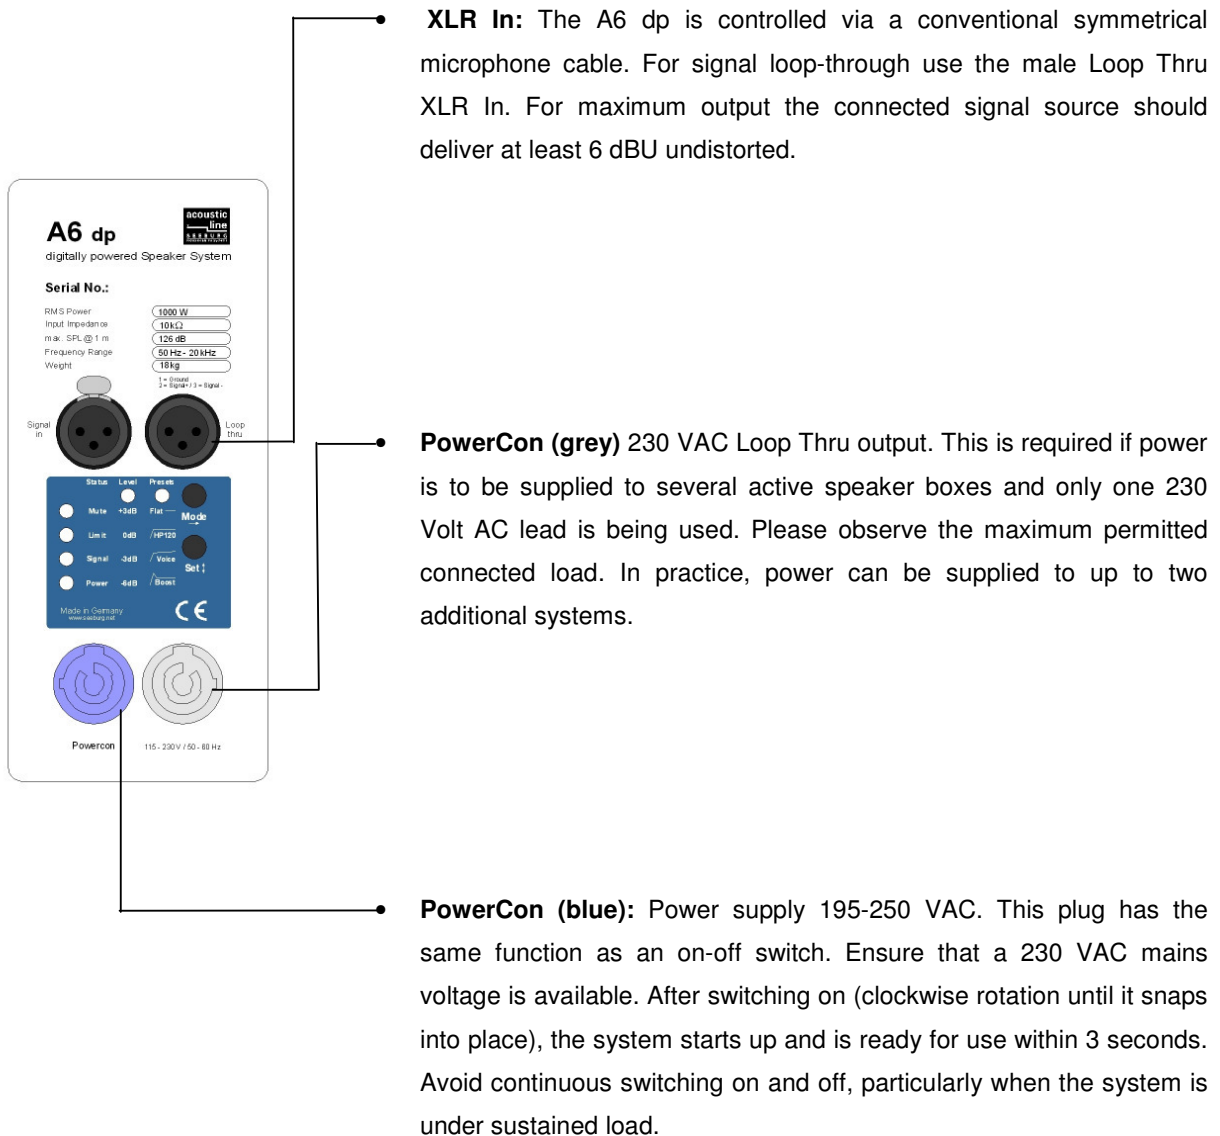 XLR In: The A6 dp is controlled via a conventional symmetrical
microphone cable. For signal loop-through use the male Loop Thru
XLR In. For maximum output the connected signal source should
deliver at least 6 dBU undistorted.
A6 dp
acoustic
line
SEEBURG
digitally powered Speaker System
Serial No.:
RMS Power 1000 W
Input Impedance 10kΩ
max. SPL@1 m 126 dB
Frequency Range 50 Hz - 20kHz
Weight 18kg
1 = Ground
2 = Signal+ / 3 = Signal -
Signal
in
Loop
thru
Status Level Presets
Mute +3dB Flat
Mode
Limit 0dB HP120
Signal -3dB Voice
Set
Power -6dB Boost
Made in Germany
www.seeburg.net
CE
Powercon 115 - 230V / 50 - 60 Hz
PowerCon (grey) 230 VAC Loop Thru output. This is required if power
is to be supplied to several active speaker boxes and only one 230
Volt AC lead is being used. Please observe the maximum permitted
connected load. In practice, power can be supplied to up to two
additional systems.
PowerCon (blue): Power supply 195-250 VAC. This plug has the
same function as an on-off switch. Ensure that a 230 VAC mains
voltage is available. After switching on (clockwise rotation until it snaps
into place), the system starts up and is ready for use within 3 seconds.
Avoid continuous switching on and off, particularly when the system is
under sustained load.